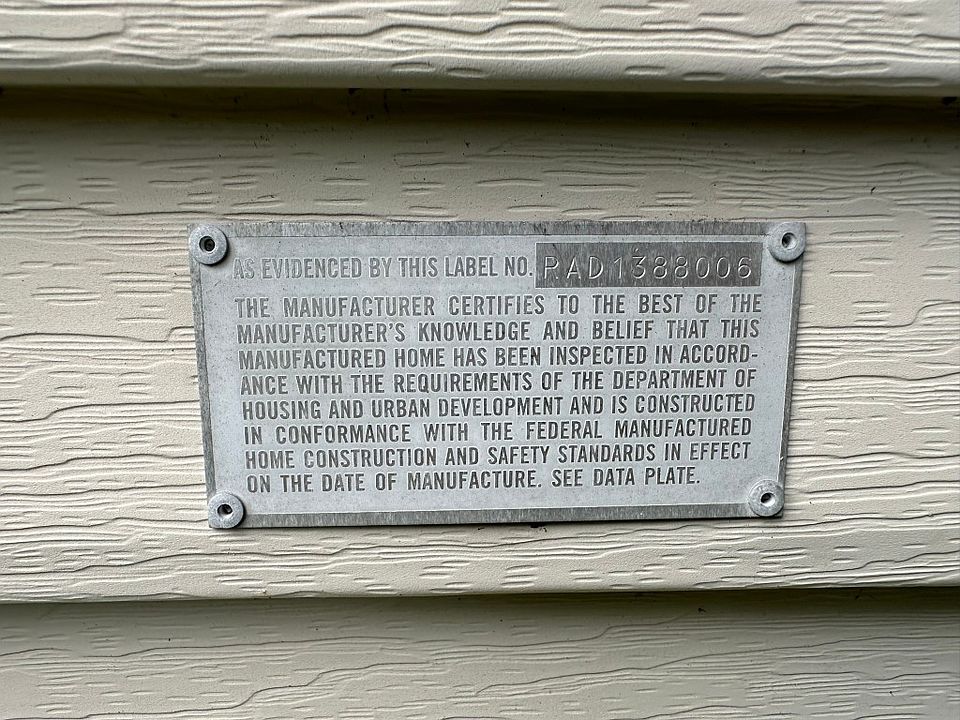 AS EVIDENCED BY THIS LABEL NO. RAD1388006
THE MANUFACTURER CERTIFIES TO THE BEST OF THE
MANUFACTURER'S KNOWLEDGE AND BELIEF THAT THIS
MANUFACTURED HOME HAS BEEN INSPECTED IN ACCORD-
ANCE WITH THE REQUIREMENTS OF THE DEPARTMENT OF
HOUSING AND URBAN DEVELOPMENT AND IS CONSTRUCTED
IN CONFORMANCE WITH THE FEDERAL MANUFACTURED
HOME CONSTRUCTION AND SAFETY STANDARDS IN EFFECT
ON THE DATE OF MANUFACTURE. SEE DATA PLATE.